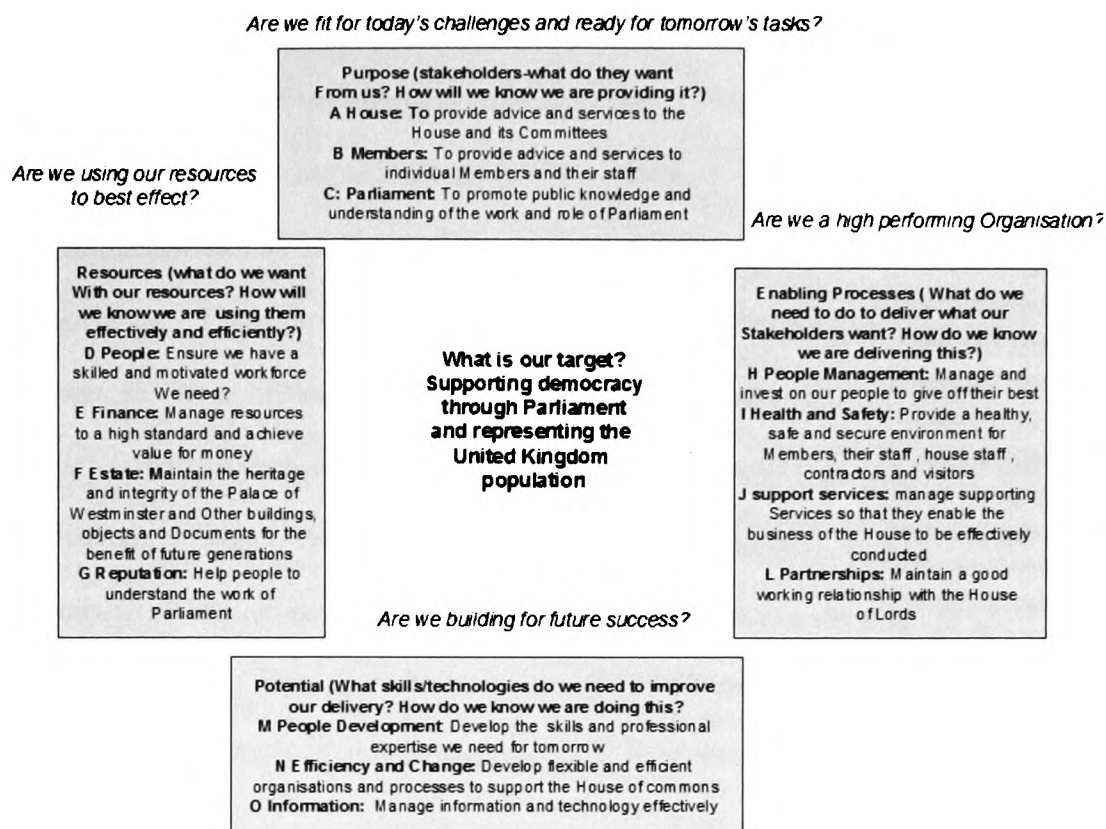 Are we fit for today's challenges and ready for tomorrow's tasks?
Purpose (stakeholders-what do they want
From us? How will we know we are providing it?)
A House: To provide advice and services to the
House and its Committees
B Members: To provide advice and services to
individual Members and their staff
C: Parliament: To promote public knowledge and
understanding of the work and role of Parliament
Are we using our resources
to best effect?
Are we a high performing Organisation?
Resources (what do we want
With our resources? How will
we know we are using them
effectively and efficiently?)
D People: Ensure we have a
skilled and motivated workforce
We need?
E Finance: Manage resources
to a high standard and achieve
value for money
F Estate: Maintain the heritage
and integrity of the Palace of
Westminster and Other buildings,
objects and Documents for the
benefit of future generations
G Reputation: Help people to
understand the work of
Parliament
What is our target?
Supporting democracy
through Parliament
and representing the
United Kingdom
population
Enabling Processes ( What do we
need to do to deliver what our
Stakeholders want? How do we know
we are delivering this?)
H People Management: Manage and
invest on our people to give off their best
I Health and Safety: Provide a healthy,
safe and secure environment for
Members, their staff , house staff ,
contractors and visitors
J support services: manage supporting
Services so that they enable the
business of the House to be effectively
conducted
L Partnerships: Maintain a good
working relationship with the House
of Lords
Are we building for future success?
Potential (What skills/technologies do we need to improve
our delivery? How do we know we are doing this?
M People Development: Develop the skills and professional
expertise we need for tomorrow
N Efficiency and Change: Develop flexible and efficient
organisations and processes to support the House of commons
O Information: Manage information and technology effectively